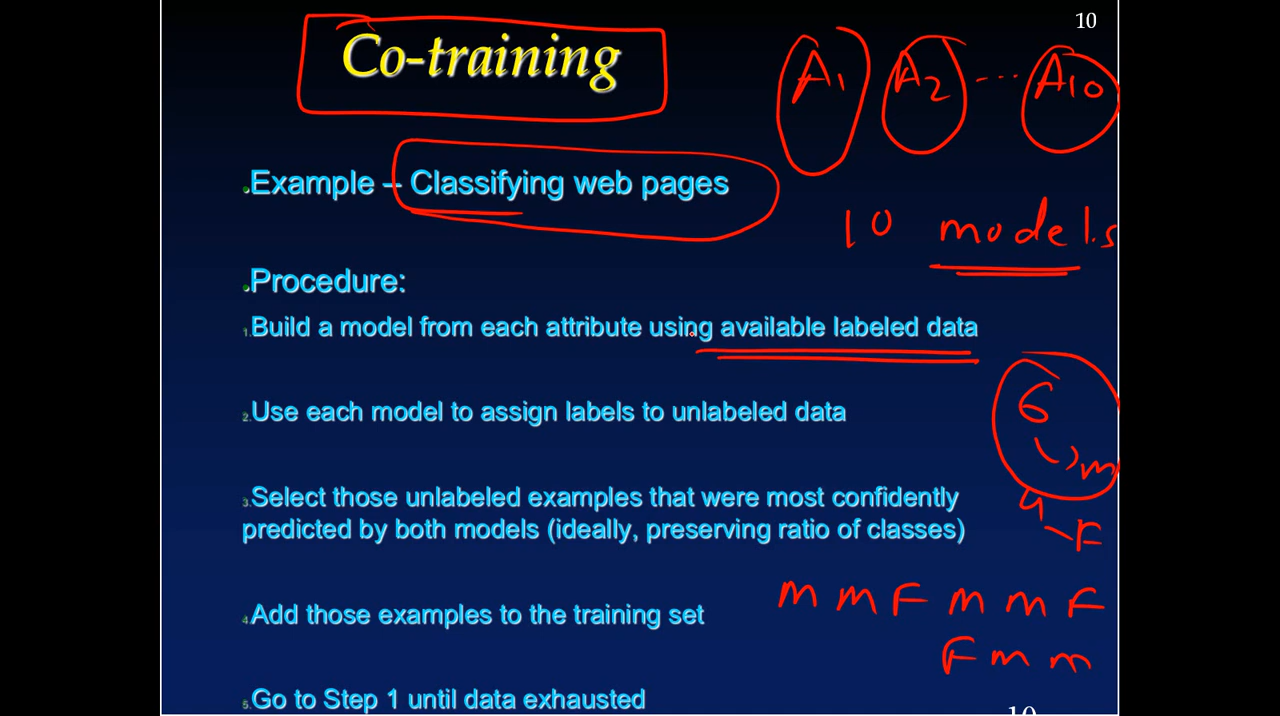 10
Co-training
A1 A2 ... A10
.Example – Classifying web pages
10 models
.Procedure:
1.Build a model from each attribute using available labeled data
2.Use each model to assign labels to unlabeled data
6
m
3.Select those unlabeled examples that were most confidently
predicted by both models (ideally, preserving ratio of classes)
4
F
4.Add those examples to the training set
m m F m m F
F m m
5.Go to Step 1 until data exhausted
10